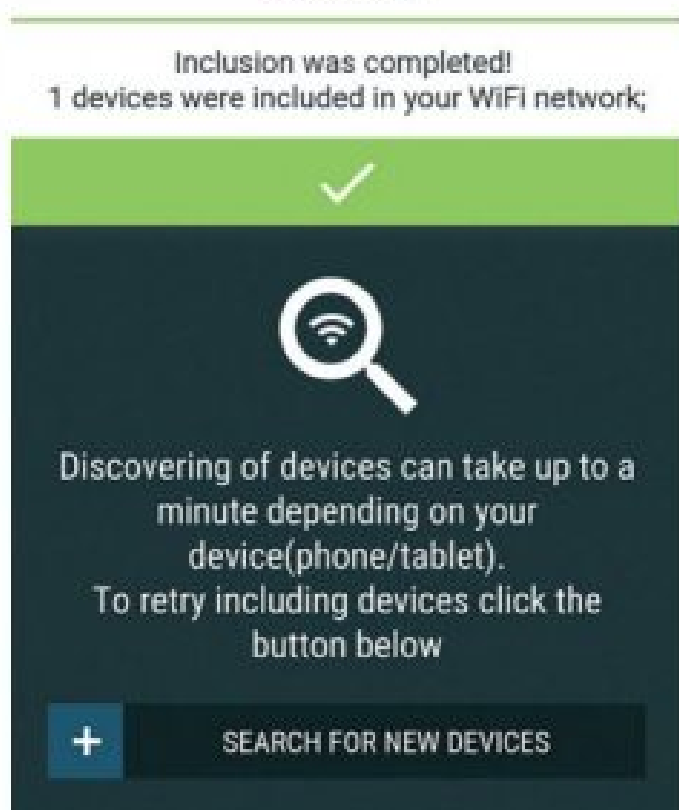 Inclusion was completed!
1 devices were included in your WiFi network;
Discovering of devices can take up to a
minute depending on your
device(phone/tablet).
To retry including devices click the
button below
+ SEARCH FOR NEW DEVICES